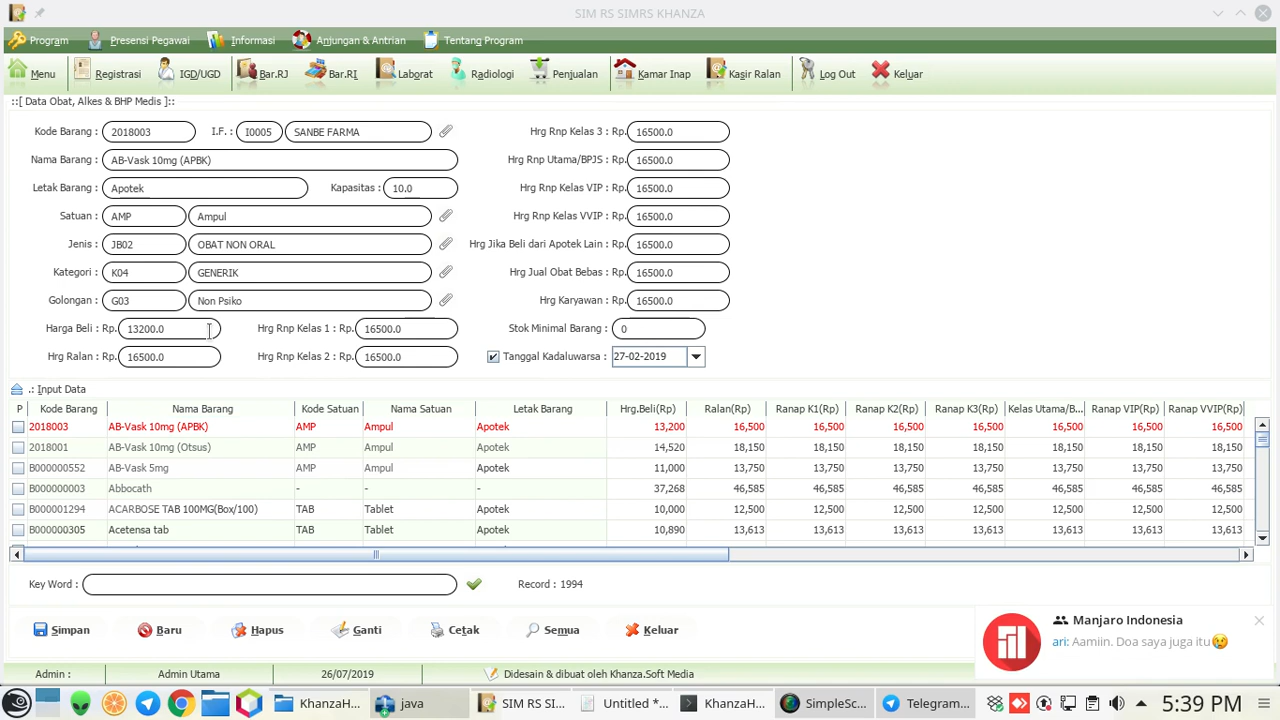 SIM RS SIMRS KHANZA
Program Presensi Pegawai Informasi Anjungan & Antrian Tentang Program
Menu Registrasi IGD/UGD Bar.RJ Bar.RI Laborat Radiologi Penjualan Kamar Inap Kasir Ralan Log Out Keluar
::[ Data Obat, Alkes & BHP Medis ]::
Kode Barang : 2018003 I.F. : I0005 SANBE FARMA Hrg Rnp Kelas 3 : Rp. 16500.0
Nama Barang : AB-Vask 10mg (APBK) Hrg Rnp Utama/BPJS : Rp. 16500.0
Letak Barang : Apotek Kapasitas : 10.0 Hrg Rnp Kelas VIP : Rp. 16500.0
Satuan : AMP Ampul Hrg Rnp Kelas VVIP : Rp. 16500.0
Jenis : JB02 OBAT NON ORAL Hrg Jika Beli dari Apotek Lain : Rp. 16500.0
Kategori : K04 GENERIK Hrg Jual Obat Bebas : Rp. 16500.0
Golongan : G03 Non Psiko Hrg Karyawan : Rp. 16500.0
Harga Beli : Rp. 13200.0 Hrg Rnp Kelas 1 : Rp. 16500.0 Stok Minimal Barang : 0
Hrg Ralan : Rp. 16500.0 Hrg Rnp Kelas 2 : Rp. 16500.0 Tanggal Kadaluwarsa : 27-02-2019
.: Input Data
P Kode Barang Nama Barang Kode Satuan Nama Satuan Letak Barang Hrg.Beli(Rp) Ralan(Rp) Ranap K1(Rp) Ranap K2(Rp) Ranap K3(Rp) Kelas Utama/B... Ranap VIP(Rp) Ranap VVIP(Rp)
2018003 AB-Vask 10mg (APBK) AMP Ampul Apotek 13,200 16,500 16,500 16,500 16,500 16,500 16,500 16,500
2018001 AB-Vask 10mg (Otsus) AMP Ampul Apotek 14,520 18,150 18,150 18,150 18,150 18,150 18,150 18,150
B000000552 AB-Vask 5mg AMP Ampul Apotek 11,000 13,750 13,750 13,750 13,750 13,750 13,750 13,750
B000000003 Abbocath - - - 37,268 46,585 46,585 46,585 46,585 46,585 46,585 46,585
B000001294 ACARBOSE TAB 100MG(Box/100) TAB Tablet Apotek 10,000 12,500 12,500 12,500 12,500 12,500 12,500 12,500
B000000305 Acetensa tab TAB Tablet Apotek 10,890 13,613 13,613 13,613 13,613 13,613 13,613 13,613
Key Word : Record : 1994
Simpan Baru Hapus Ganti Cetak Semua Keluar
Manjaro Indonesia
ari: Aamiin. Doa saya juga itu😢
Admin : Admin Utama 26/07/2019 Didesain & dibuat oleh Khanza.Soft Media
KhanzaH... java SIM RS SI... Untitled *... KhanzaH... SimpleSc... Telegram... 5:39 PM